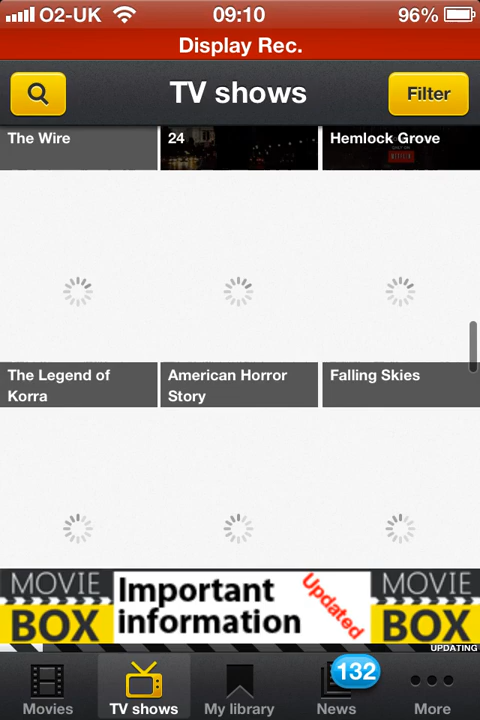 O2-UK 09:10 96%
Display Rec.
TV shows Filter
The Wire 24 Hemlock Grove
NETFLIX
The Legend of Korra American Horror Story Falling Skies
MOVIE BOX Important information Updated MOVIE BOX
UPDATING
132
Movies TV shows My library News More